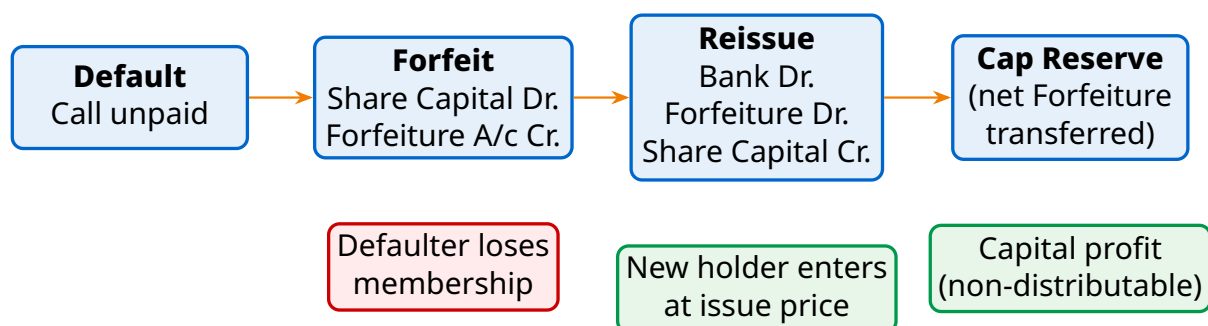 Default
Call unpaid
Forfeit
Share Capital Dr.
Forfeiture A/c Cr.
Reissue
Bank Dr.
Forfeiture Dr.
Share Capital Cr.
Cap Reserve
(net Forfeiture
transferred)
Defaulter loses
membership
New holder enters
at issue price
Capital profit
(non-distributable)